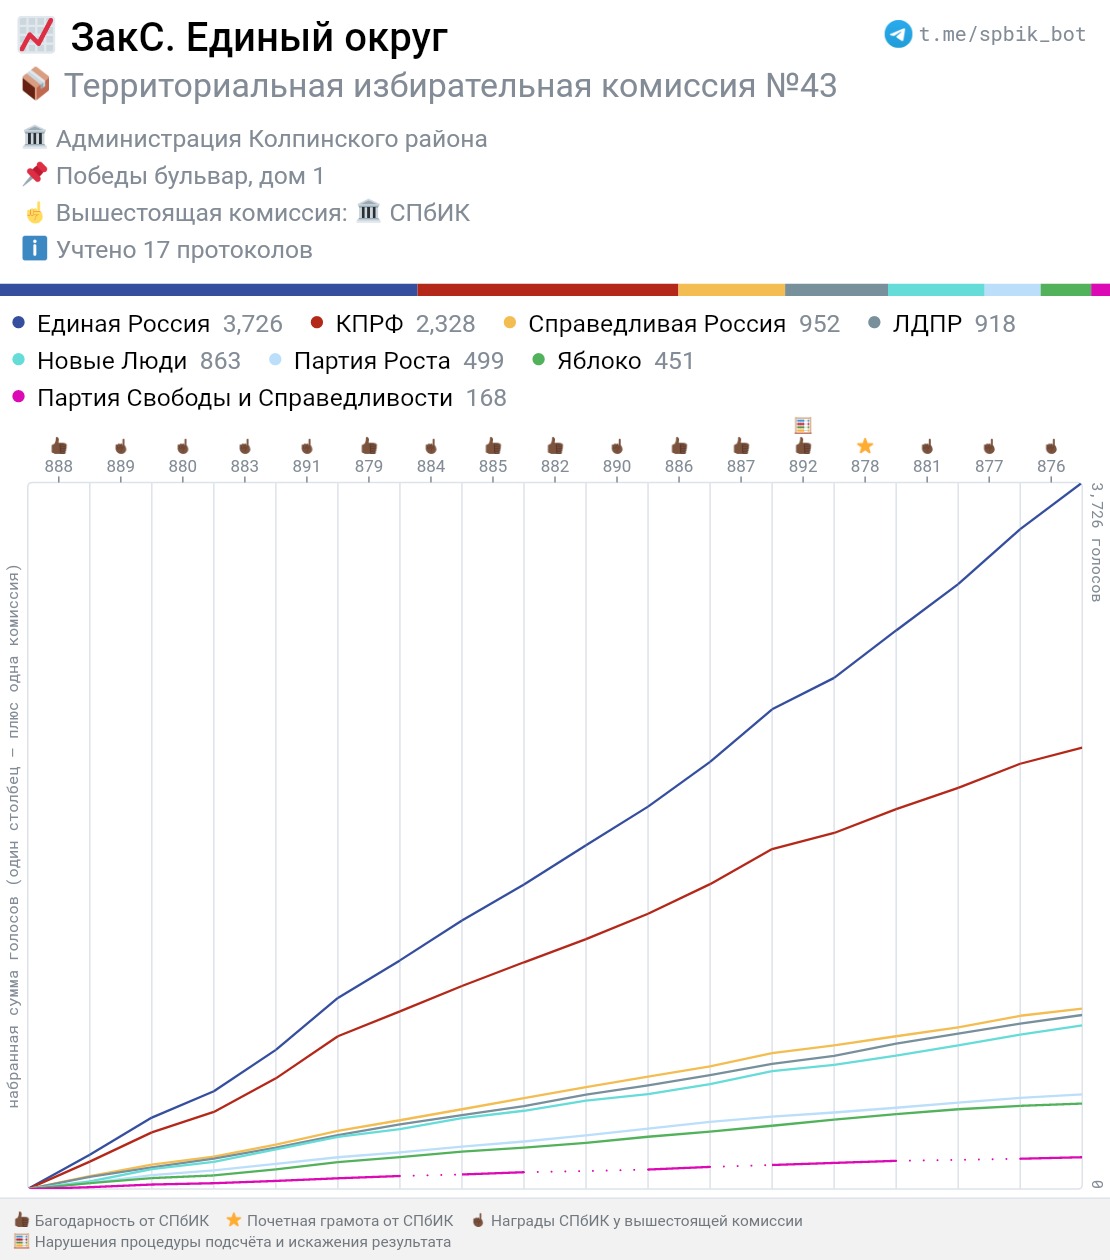 ЗакС. Единый округ
t.me/spbik_bot
Территориальная избирательная комиссия №43
Администрация Колпинского района
Победы бульвар, дом 1
Вышестоящая комиссия: СПбИК
Учтено 17 протоколов
Единая Россия 3,726 КПРФ 2,328 Справедливая Россия 952 ЛДПР 918
Новые Люди 863 Партия Роста 499 Яблоко 451
Партия Свободы и Справедливости 168
888 889 880 883 891 879 884 885 882 890 886 887 892 878 881 877 876
3,726 голосов
набранная сумма голосов (один столбец – плюс одна комиссия)
0
Багодарность от СПбИК Почетная грамота от СПбИК Награды СПбИК у вышестоящей комиссии
Нарушения процедуры подсчёта и искажения результата